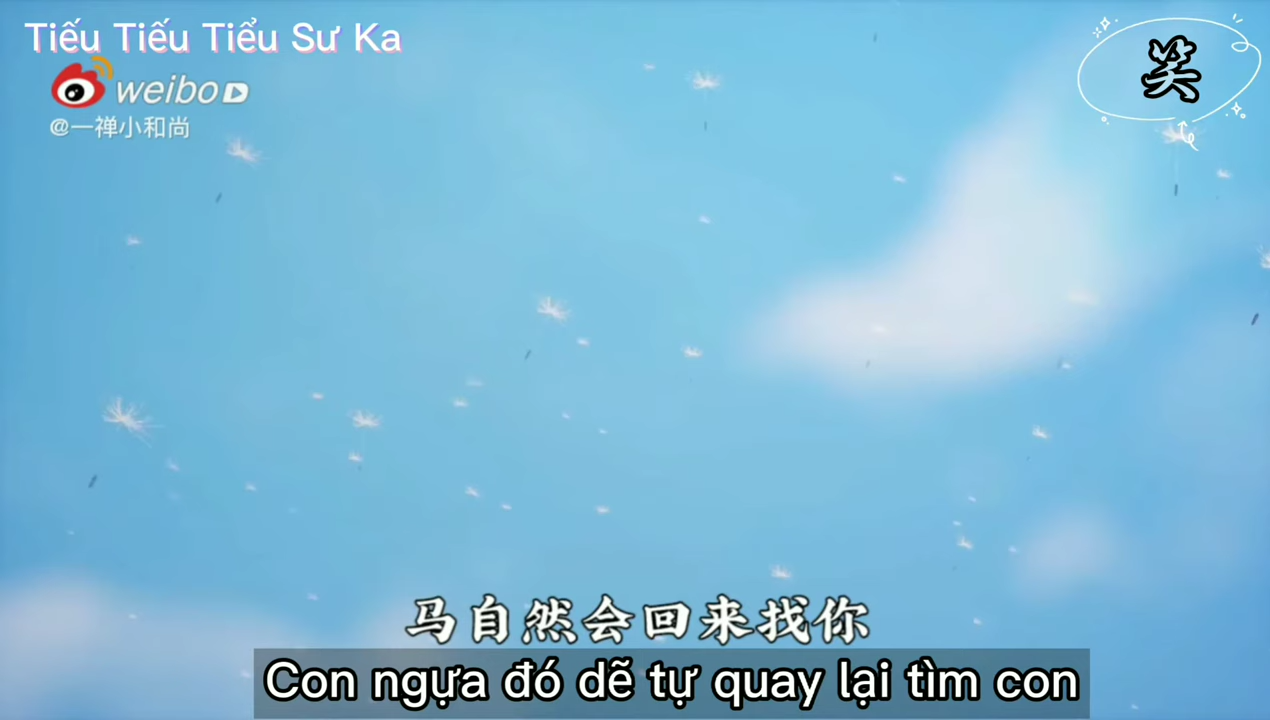 Tiếu Tiếu Tiểu Sư Ka
weibo
@一禅小和尚
笑
马自然会回来找你
Con ngựa đó dẽ tự quay lại tìm con